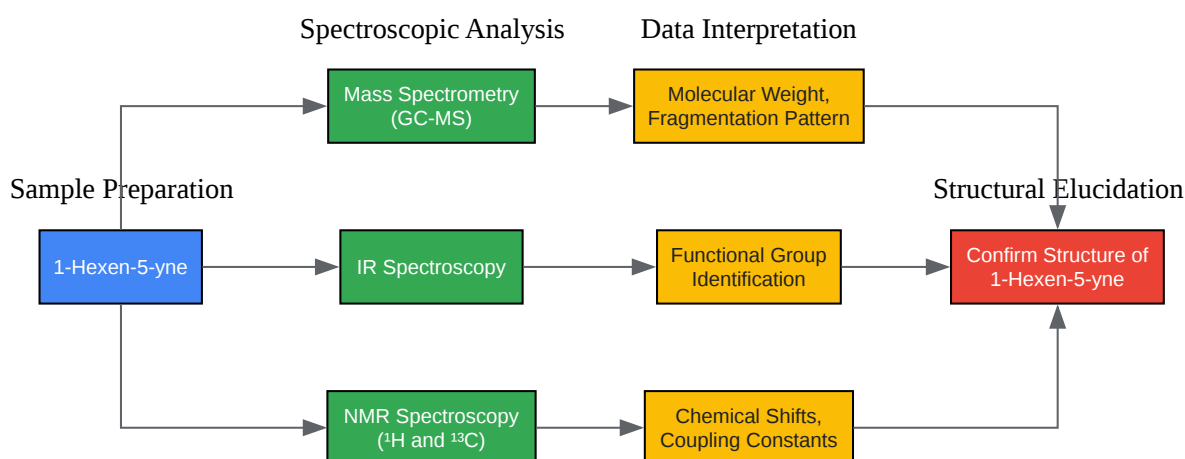 Spectroscopic Analysis
Data Interpretation
Mass Spectrometry
(GC-MS)
Molecular Weight,
Fragmentation Pattern
Sample Preparation
Structural Elucidation
1-Hexen-5-yne
IR Spectroscopy
Functional Group
Identification
Confirm Structure of
1-Hexen-5-yne
NMR Spectroscopy
(¹H and ¹³C)
Chemical Shifts,
Coupling Constants